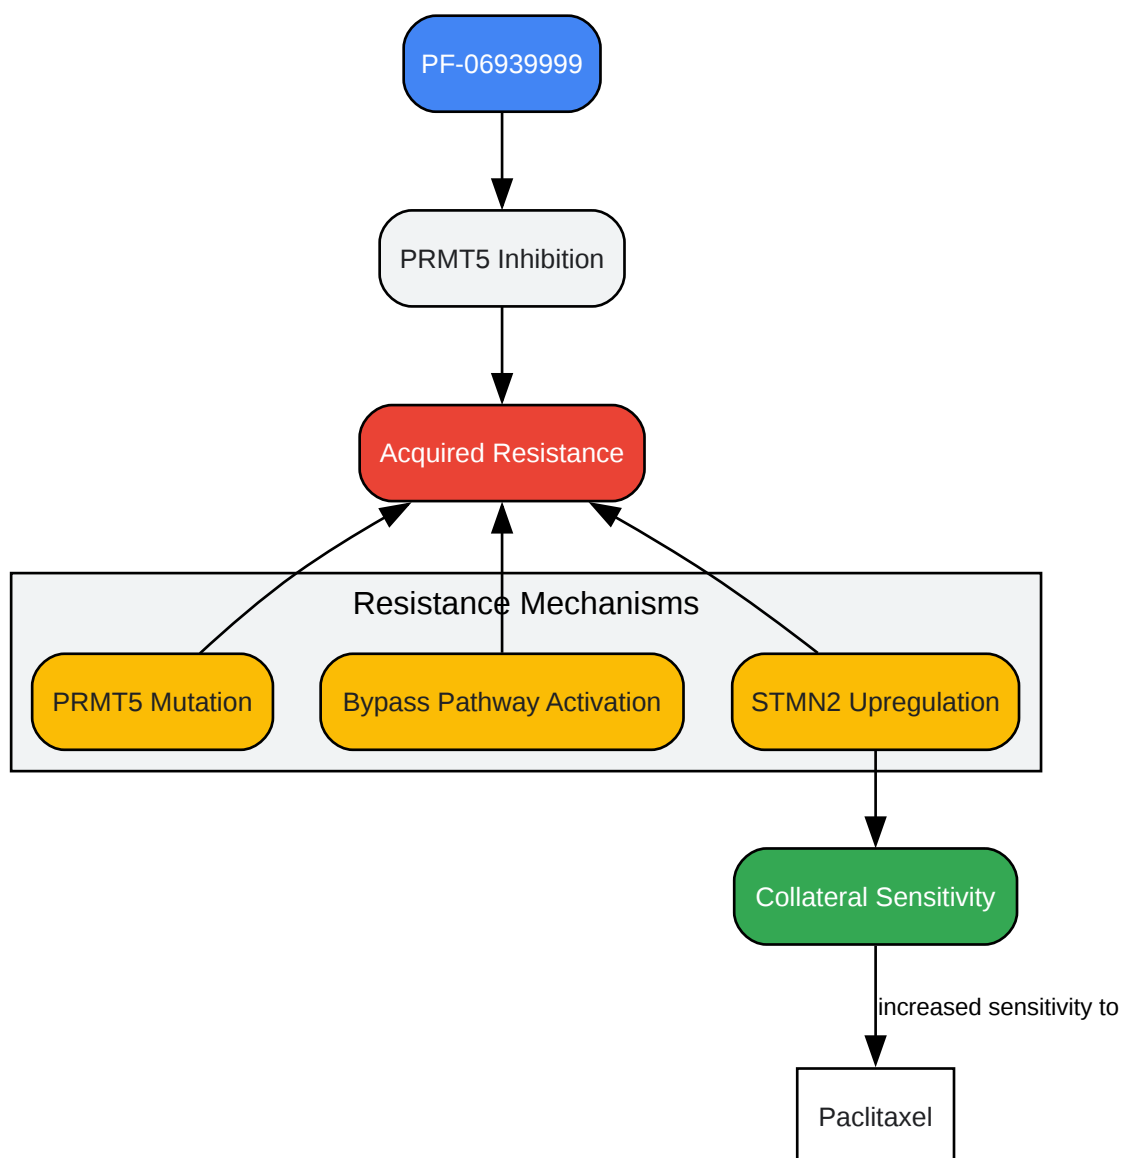 PF-06939999
PRMT5 Inhibition
Acquired Resistance
Resistance Mechanisms
PRMT5 Mutation
Bypass Pathway Activation
STMN2 Upregulation
Collateral Sensitivity
increased sensitivity to
Paclitaxel